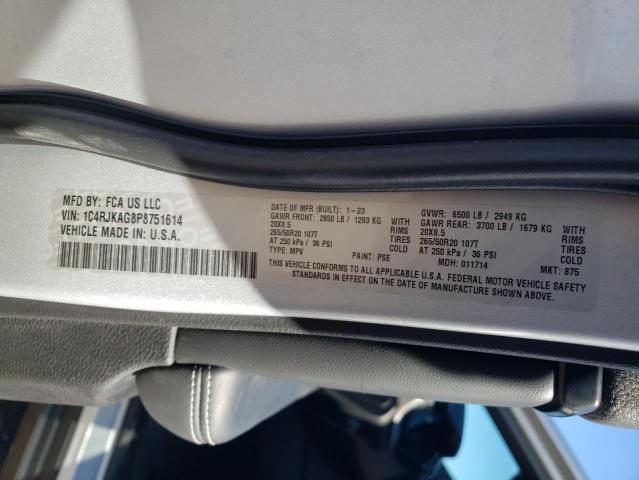 MFD BY: FCA US LLC
VIN: 1C4RJKAG8P8751614
VEHICLE MADE IN: U.S.A.
DATE OF MFR (BUILT): 1-23 GVWR: 6500 LB / 2949 KG
GAWR FRONT: 2850 LB / 1293 KG WITH GAWR REAR: 3700 LB / 1679 KG WITH
20X8.5 RIMS 20X8.5 RIMS
265/50R20 107T TIRES 265/50R20 107T TIRES
AT 250 kPa / 36 PSI COLD AT 250 kPa / 36 PSI COLD
TYPE: MPV PAINT: PSE MDH: 011714 MKT: 875
THIS VEHICLE CONFORMS TO ALL APPLICABLE U.S.A. FEDERAL MOTOR VEHICLE SAFETY
STANDARDS IN EFFECT ON THE DATE OF MANUFACTURE SHOWN ABOVE.